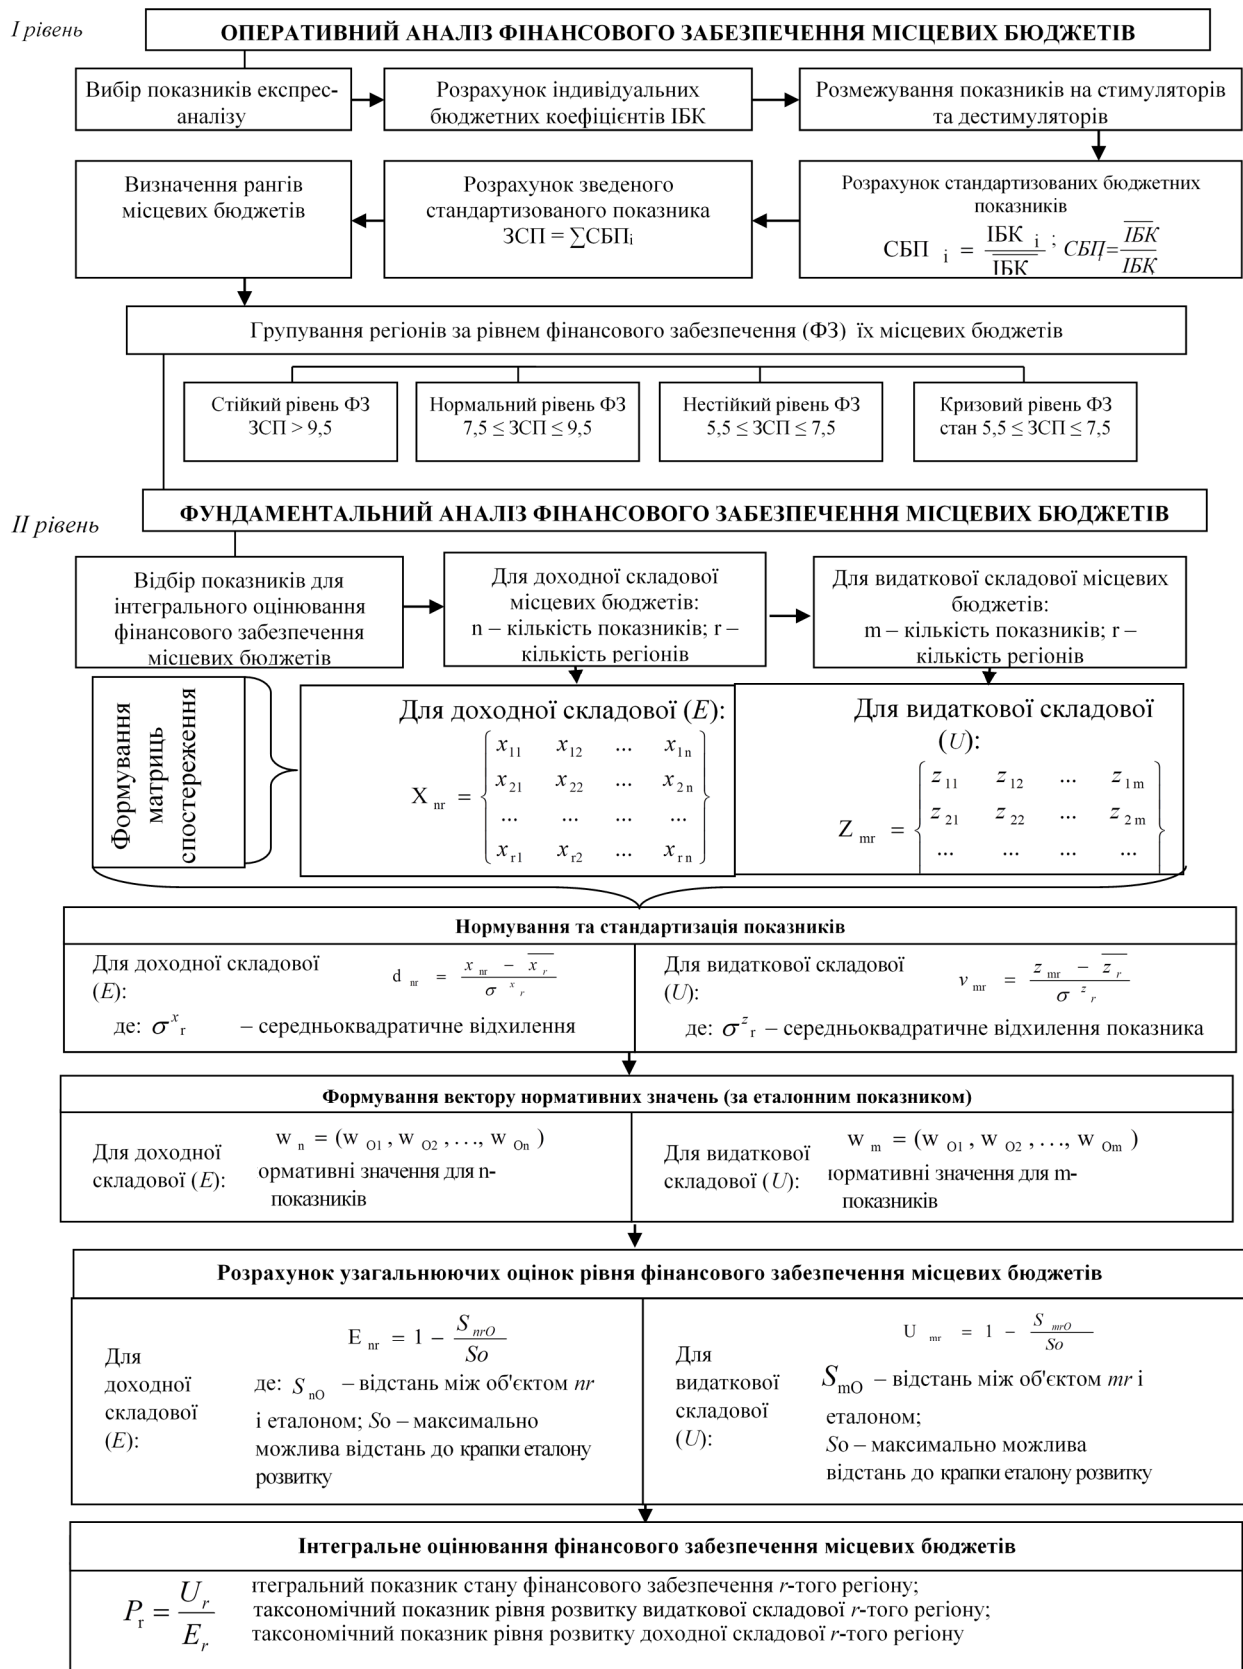 I рівень
ОПЕРАТИВНИЙ АНАЛІЗ ФІНАНСОВОГО ЗАБЕЗПЕЧЕННЯ МІСЦЕВИХ БЮДЖЕТІВ
Вибір показників експрес-
аналізу
Розрахунок індивідуальних
бюджетних коефіцієнтів ІБК
Розмежування показників на стимуляторів
та дестимуляторів
Визначення рангів
місцевих бюджетів
Розрахунок зведеного
стандартизованого показника
ЗСП = ∑СБПі
Розрахунок стандартизованих бюджетних
показників
СБП i = ІБК i / \overline{ІБК} ; СБПi = \overline{ІБК} / ІБКi
Групування регіонів за рівнем фінансового забезпечення (ФЗ) їх місцевих бюджетів
Стійкий рівень ФЗ
ЗСП > 9,5
Нормальний рівень ФЗ
7,5 ≤ ЗСП ≤ 9,5
Нестійкий рівень ФЗ
5,5 ≤ ЗСП ≤ 7,5
Кризовий рівень ФЗ
стан 5,5 ≤ ЗСП ≤ 7,5
II рівень
ФУНДАМЕНТАЛЬНИЙ АНАЛІЗ ФІНАНСОВОГО ЗАБЕЗПЕЧЕННЯ МІСЦЕВИХ БЮДЖЕТІВ
Відбір показників для
інтегрального оцінювання
фінансового забезпечення
місцевих бюджетів
Для доходної складової
місцевих бюджетів:
n – кількість показників; r –
кількість регіонів
Для видаткової складової місцевих
бюджетів:
m – кількість показників; r –
кількість регіонів
Формування
матриць
спостереження
Для доходної складової (E):
X nr =
x11 x12 ... x1n
x21 x22 ... x2n
... ... ... ...
xr1 xr2 ... xrn
Для видаткової складової
(U):
Z mr =
z11 z12 ... z1m
z21 z22 ... z2m
... ... ... ...
Нормування та стандартизація показників
Для доходної складової
(E):
d nr = (x nr − \overline{x r}) / σ x r
де: σ x r – середньоквадратичне відхилення
Для видаткової складової
(U):
v mr = (z mr − \overline{z r}) / σ z r
де: σ z r – середньоквадратичне відхилення показника
Формування вектору нормативних значень (за еталонним показником)
Для доходної
складової (E):
w n = (w O1 , w O2 , …, w On )
ормативні значення для n-
показників
Для видаткової
складової (U):
w m = (w O1 , w O2 , …, w Om )
нормативні значення для m-
показників
Розрахунок узагальнюючих оцінок рівня фінансового забезпечення місцевих бюджетів
Для
доходної
складової
(E):
E nr = 1 − S nrO / So
де: S nO – відстань між об'єктом nr
і еталоном; So – максимально
можлива відстань до крапки еталону
розвитку
Для
видаткової
складової
(U):
U mr = 1 − S mrO / So
S mO – відстань між об'єктом mr і
еталоном;
So – максимально можлива
відстань до крапки еталону розвитку
Інтегральне оцінювання фінансового забезпечення місцевих бюджетів
P r = U r / E r
нтегральний показник стану фінансового забезпечення r-того регіону;
таксономічний показник рівня розвитку видаткової складової r-того регіону;
таксономічний показник рівня розвитку доходної складової r-того регіону